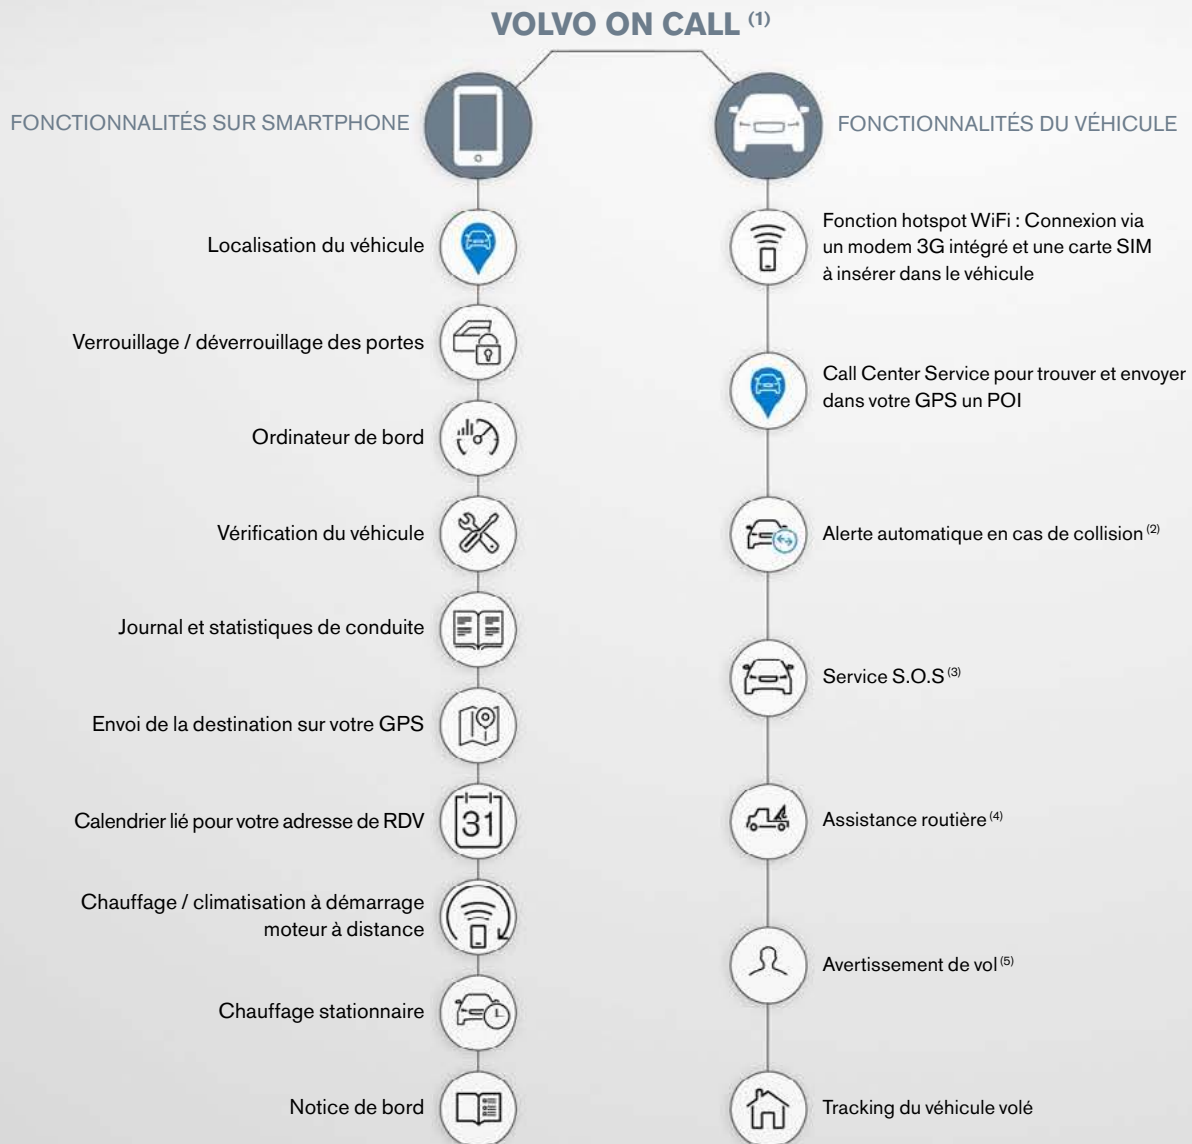 VOLVO ON CALL (1)
FONCTIONNALITÉS SUR SMARTPHONE
Localisation du véhicule
Verrouillage / déverrouillage des portes
Ordinateur de bord
Vérification du véhicule
Journal et statistiques de conduite
Envoi de la destination sur votre GPS
Calendrier lié pour votre adresse de RDV
31
Chauffage / climatisation à démarrage
moteur à distance
Chauffage stationnaire
Notice de bord
FONCTIONNALITÉS DU VÉHICULE
Fonction hotspot WiFi : Connexion via
un modem 3G intégré et une carte SIM
à insérer dans le véhicule
Call Center Service pour trouver et envoyer
dans votre GPS un POI
Alerte automatique en cas de collision (2)
Service S.O.S (3)
Assistance routière (4)
Avertissement de vol (5)
Tracking du véhicule volé